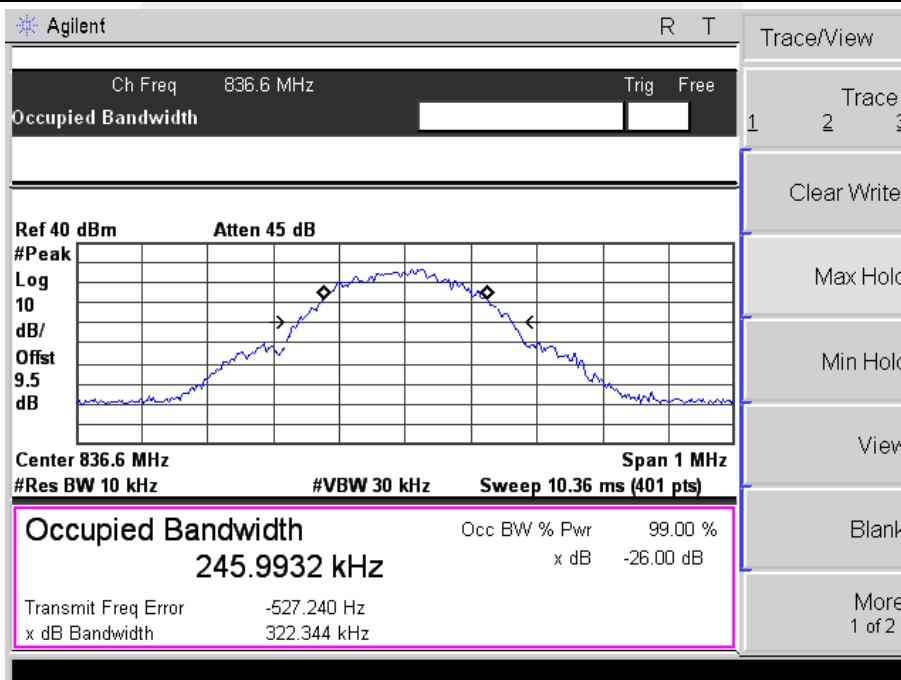 Agilent R T
Ch Freq 836.6 MHz Trig Free
Occupied Bandwidth
Ref 40 dBm Atten 45 dB
#Peak
Log
10
dB/
Offst
9.5
dB
Center 836.6 MHz Span 1 MHz
#Res BW 10 kHz #VBW 30 kHz Sweep 10.36 ms (401 pts)
Occupied Bandwidth
245.9932 kHz
Occ BW % Pwr 99.00 %
x dB -26.00 dB
Transmit Freq Error -527.240 Hz
x dB Bandwidth 322.344 kHz
Trace/View
Trace
1 2 3
Clear Write
Max Hold
Min Hold
View
Blank
More
1 of 2